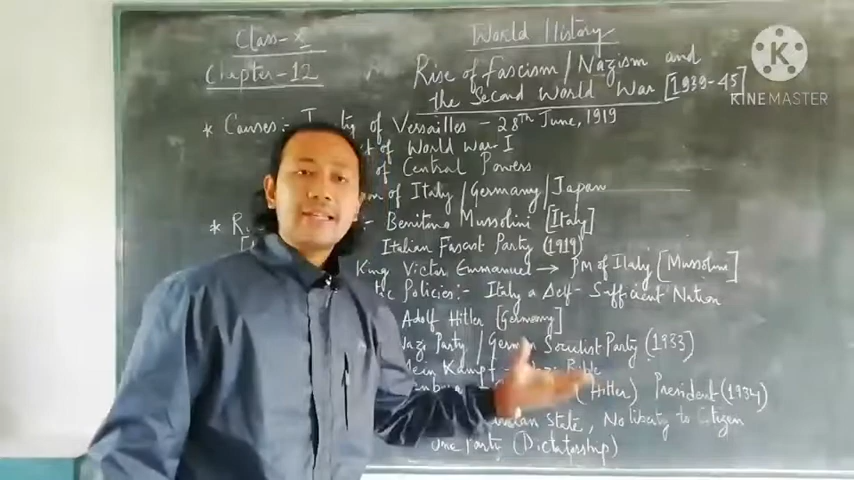 Class-X
World History
Chapter-12
Rise of Fascism / Nazism and
the Second World War [1939-45]
* Causes:- of Versailles - 28th June, 1919
of World War-I
of Central Powers
of Italy / Germany / Japan
* :- Benitano Mussolini [Italy]
Italian Fascist Party (1919)
King Victor Emmanuel → PM of Italy [Mussoline]
Policies:- Italy a Self-Sufficient Nation
Adolf Hitler [Germany]
Party / German Socialist Party (1933)
Kampf - Bible
(Hitler) President (1934)
State, No liberty to Citizen
One Party (Dictatorship)
K
KINEMASTER